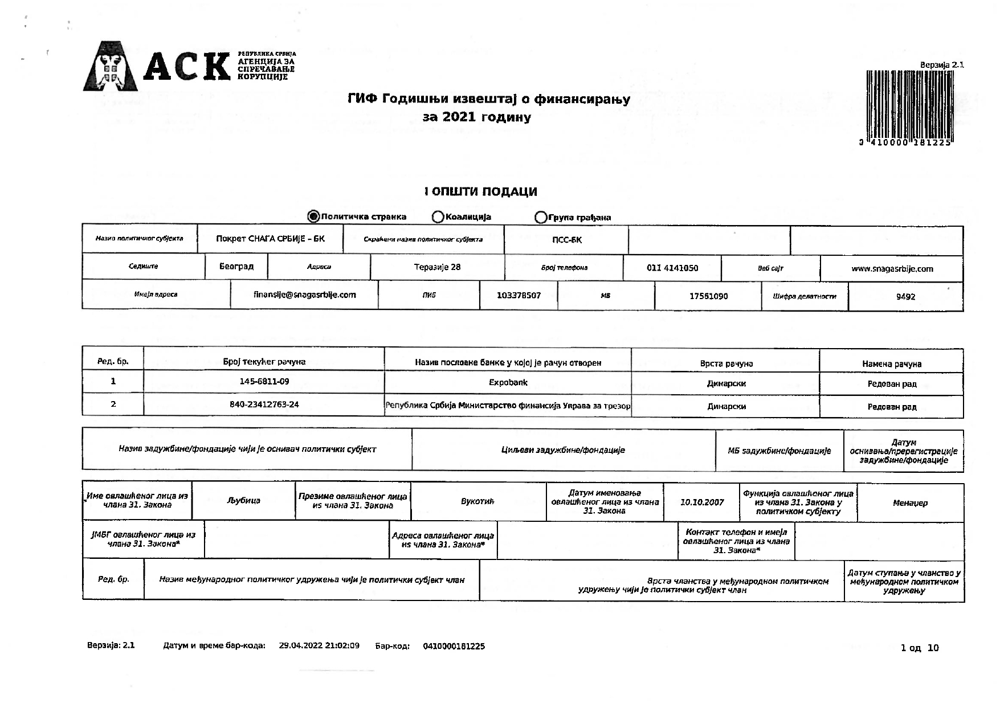 АСК
РЕПУБЛИКА СРБИЈА
АГЕНЦИЈА ЗА
СПРЕЧАВАЊЕ
КОРУПЦИЈЕ
Верзија 2.1
ГИФ Годишњи извештај о финансирању
за 2021 годину
0 410000 181225
I ОПШТИ ПОДАЦИ
Политичка странка Коалиција Група грађана
Назив политичког субјекта Покрет СНАГА СРБИЈЕ – БК Скраћени назив политичког субјекта ПСС-БК
Седиште Београд Адреса Теразије 28 Број телефона 011 4141050 Веб сајт www.snagasrbije.com
Имејл адреса finansije@snagasrbije.com ПИБ 103378507 МБ 17561090 Шифра делатности 9492
Ред. бр. Број текућег рачуна Назив пословне банке у којој је рачун отворен Врста рачуна Намена рачуна
1 145-6811-09 Expobank Динарски Редован рад
2 840-23412763-24 Република Србија Министарство финансија Управа за трезор Динарски Редован рад
Назив задужбине/фондације чији је оснивач политички субјект Циљеви задужбине/фондације МБ задужбине/фондације Датум
оснивања/пререгистрације
задужбине/фондације
Име овлашћеног лица из
члана 31. Закона
Љубица
Презиме овлашћеног лица
из члана 31. Закона
Вукотић
Датум именовања
овлашћеног лица из члана
31. Закона
10.10.2007
Функција овлашћеног лица
из члана 31. Закона у
политичком субјекту
Менаџер
ЈМБГ овлашћеног лица из
члана 31. Закона*
Адреса овлашћеног лица
из члана 31. Закона*
Контакт телефон и имејл
овлашћеног лица из члана
31. Закона*
Ред. бр.
Назив међународног политичког удружења чији је политички субјект члан
Врста чланства у међународном политичком
удружењу чији је политички субјект члан
Датум ступања у чланство у
међународном политичком
удружењу
Верзија: 2.1 Датум и време бар-кода: 29.04.2022 21:02:09 Бар-код: 0410000181225
1 од 10